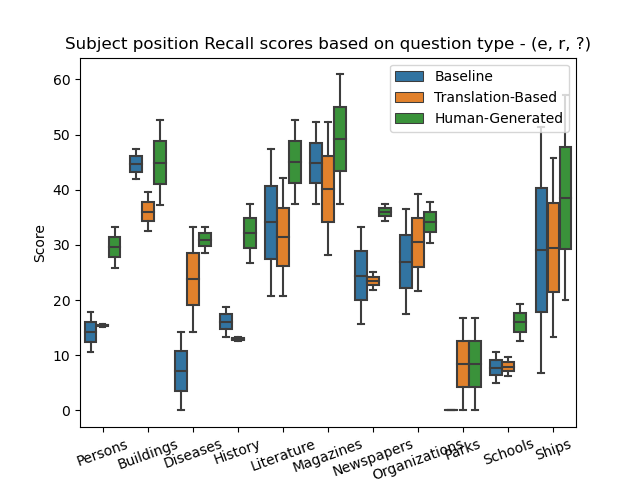 Subject position Recall scores based on question type - (e, r, ?)
Baseline
Translation-Based
Human-Generated
Score
60
50
40
30
20
10
0
Persons
Buildings
Diseases
History
Literature
Magazines
Newspapers
Organizations
Parks
Schools
Ships